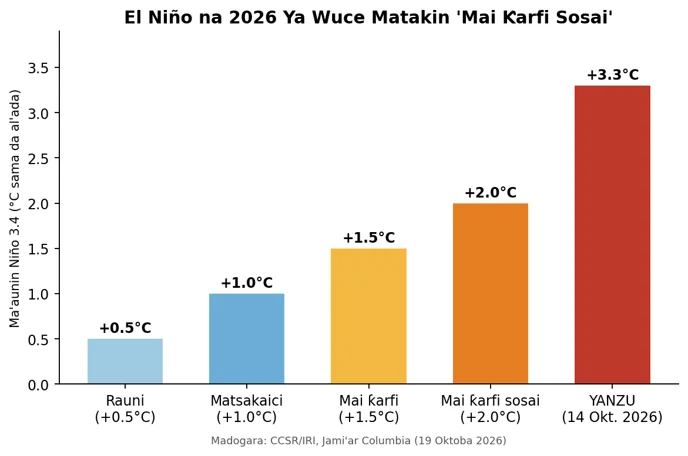 El Niño na 2026 Ya Wuce Matakin 'Mai Ƙarfi Sosai'
Ma'aunin Niño 3.4 (°C sama da al'ada)
3.5
3.0
2.5
2.0
1.5
1.0
0.5
0.0
+0.5°C
+1.0°C
+1.5°C
+2.0°C
+3.3°C
Rauni
(+0.5°C)
Matsakaici
(+1.0°C)
Mai ƙarfi
(+1.5°C)
Mai ƙarfi sosai
(+2.0°C)
YANZU
(14 Okt. 2026)
Madogara: CCSR/IRI, Jami'ar Columbia (19 Oktoba 2026)